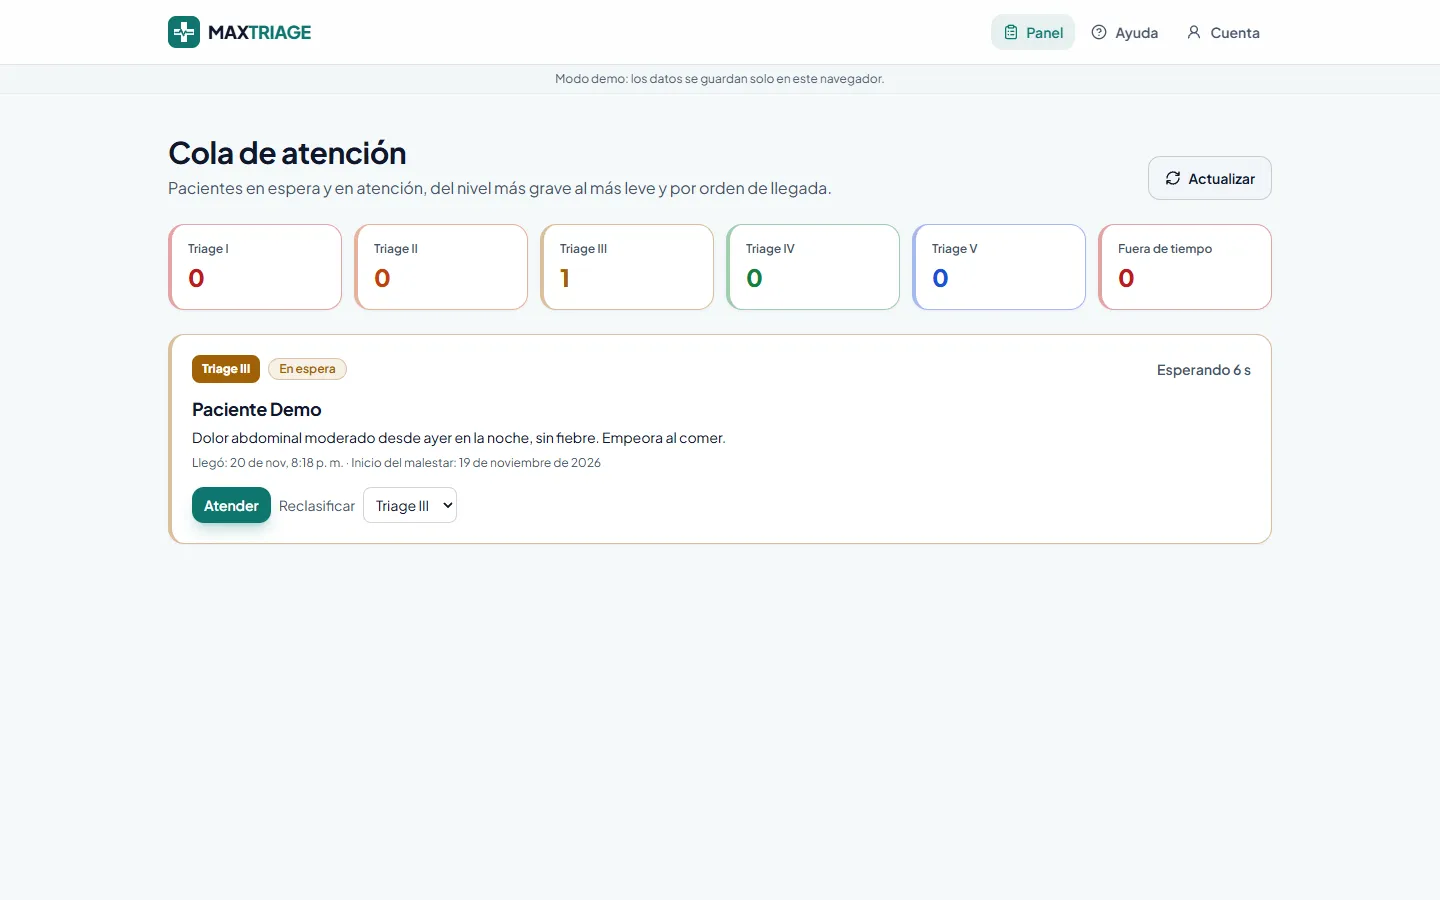 MAXTRIAGE
Panel
Ayuda
Cuenta
Modo demo: los datos se guardan solo en este navegador.
Cola de atención
Pacientes en espera y en atención, del nivel más grave al más leve y por orden de llegada.
Actualizar
Triage I
0
Triage II
0
Triage III
1
Triage IV
0
Triage V
0
Fuera de tiempo
0
Triage III
En espera
Esperando 6 s
Paciente Demo
Dolor abdominal moderado desde ayer en la noche, sin fiebre. Empeora al comer.
Llegó: 20 de nov, 8:18 p. m. · Inicio del malestar: 19 de noviembre de 2026
Atender
Reclasificar
Triage III